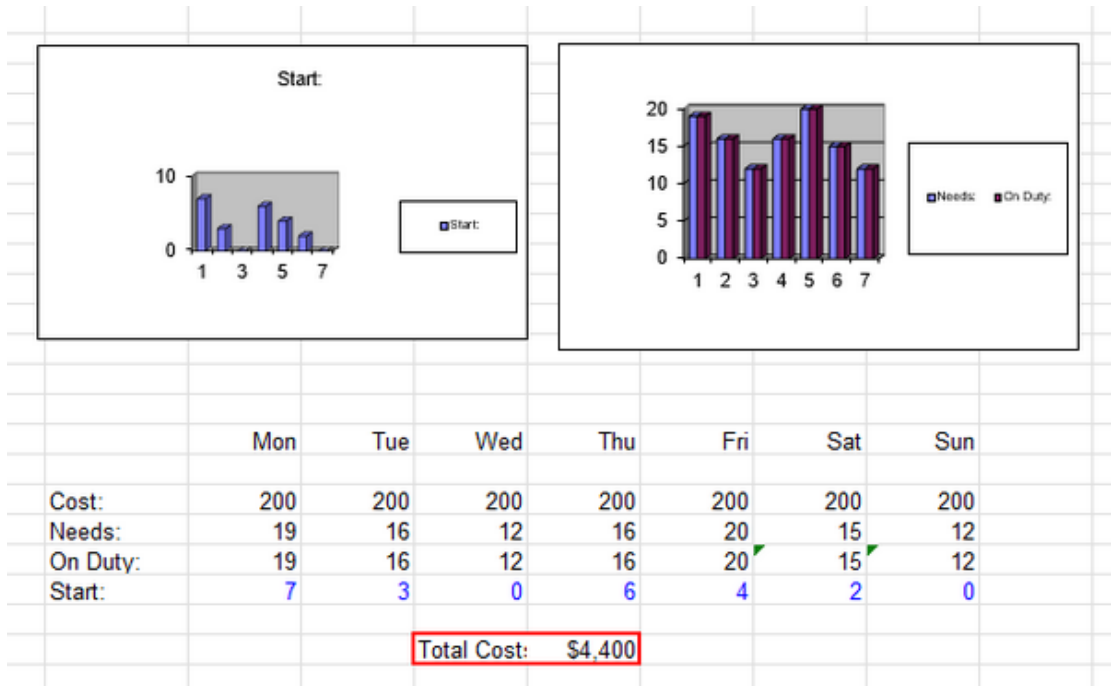 Start:
10
0
1 3 5 7
Start:
20
15
10
5
0
1 2 3 4 5 6 7
Needs: On Duty:
Mon Tue Wed Thu Fri Sat Sun
Cost: 200 200 200 200 200 200 200
Needs: 19 16 12 16 20 15 12
On Duty: 19 16 12 16 20 15 12
Start: 7 3 0 6 4 2 0
Total Cost: $4,400